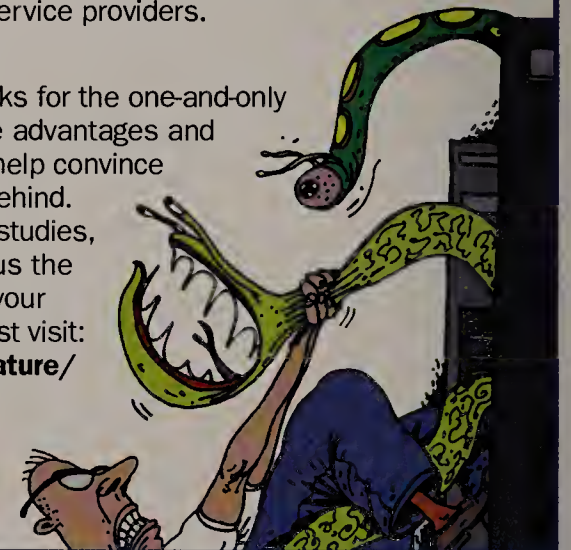 ervice providers.
ks for the one-and-only
e advantages and
help convince
ehind.
studies,
us the
your
st visit:
ature/